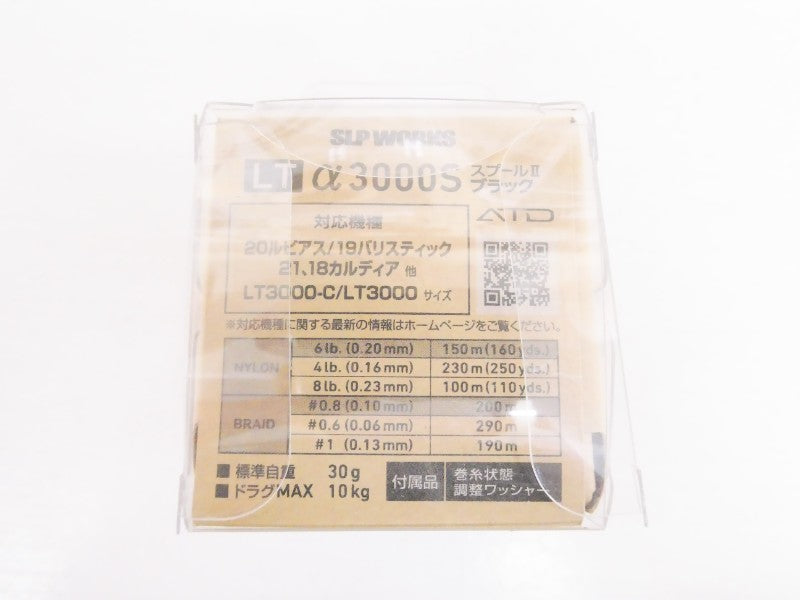 SLP WORKS
LT α3000S スプールⅡ
ブラック
ATD
対応機種
20ルビアス/19バリスティック
21、18カルディア 他
LT3000-C/LT3000 サイズ
※対応機種に関する最新の情報はホームページをご覧ください。
NYLON
6lb. (0.20mm) 150m(160yds.)
4lb. (0.16mm) 230m(250yds.)
8lb. (0.23mm) 100m(110yds.)
BRAID
#0.8 (0.10mm) 200m
#0.6 (0.06mm) 290m
#1 (0.13mm) 190m
■ 標準自重 30g
■ ドラグMAX 10kg
付属品
巻糸状態
調整ワッシャー